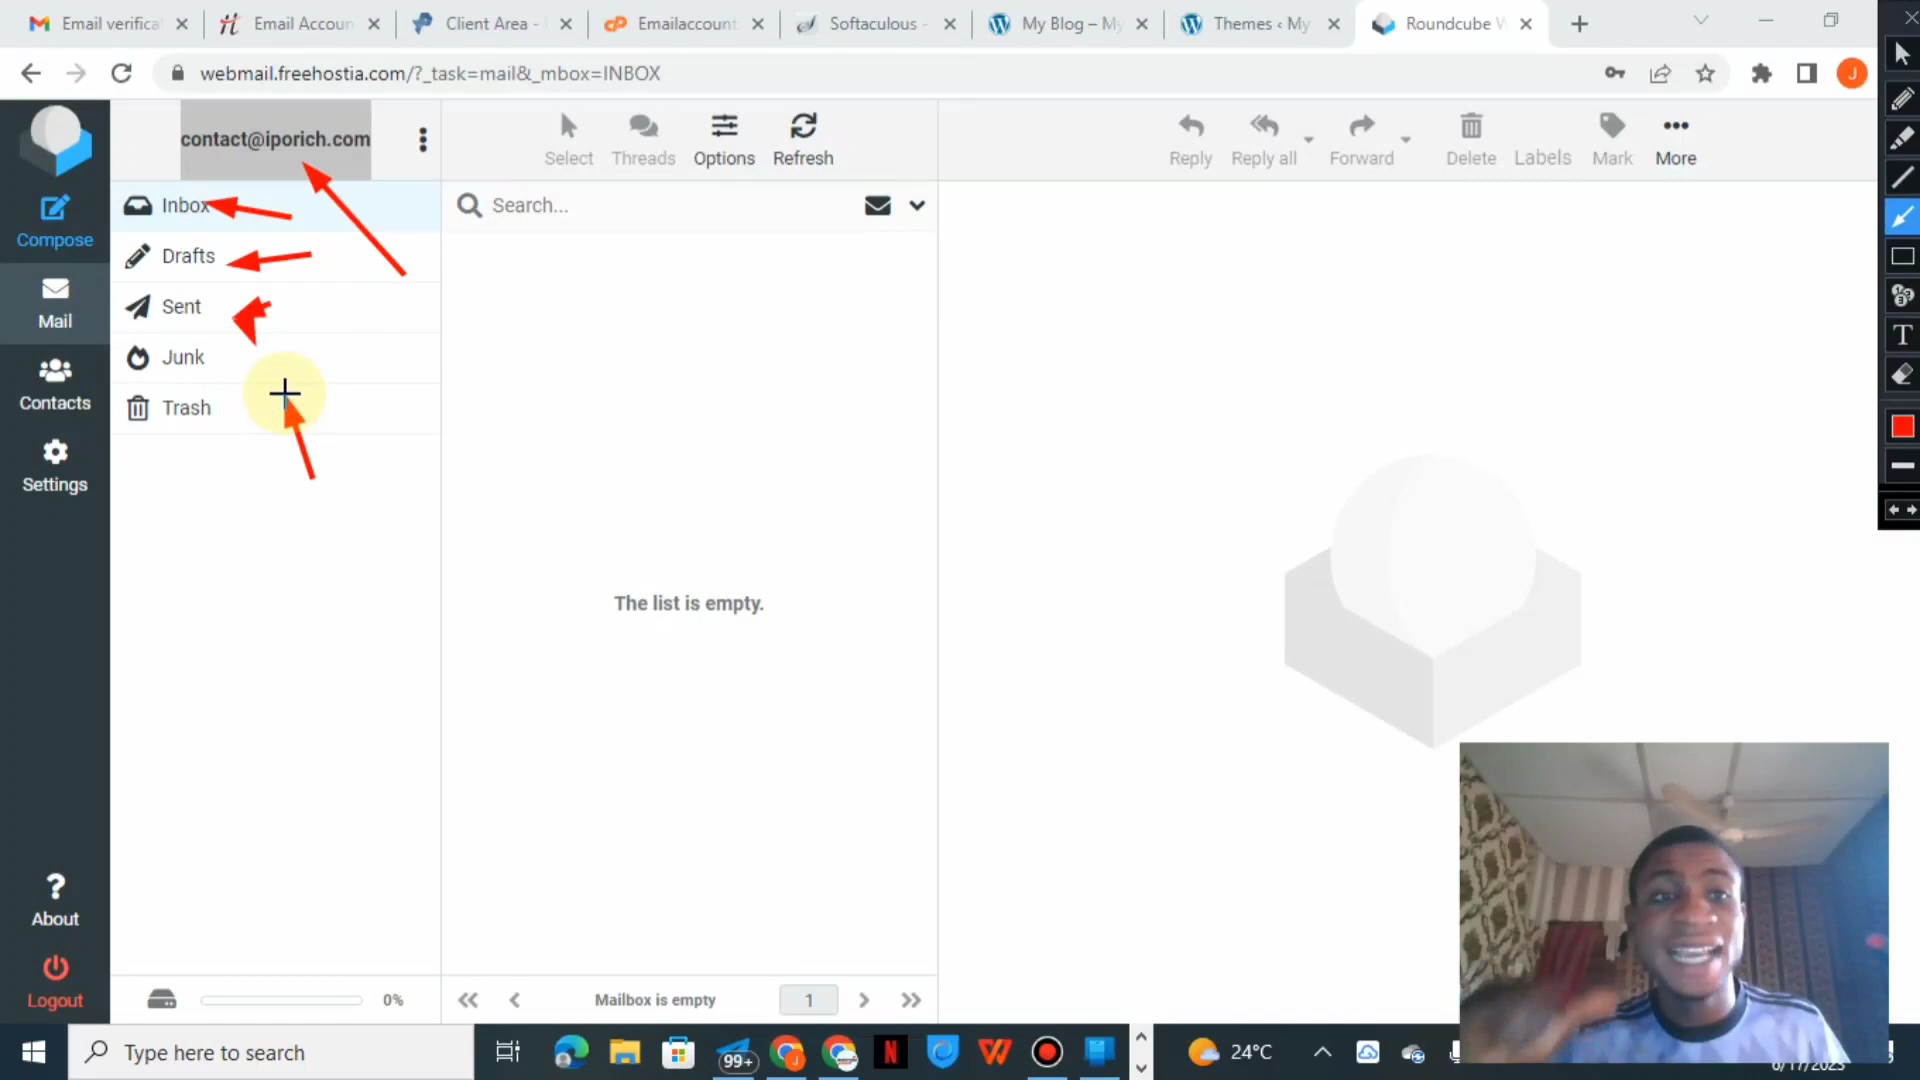 Email verifica
Email Accoun
Client Area -
Emailaccount
Softaculous -
My Blog – My
Themes ‹ My
Roundcube W
webmail.freehostia.com/?_task=mail&_mbox=INBOX
J
contact@iporich.com
Select
Threads
Options
Refresh
Reply
Reply all
Forward
Delete
Labels
Mark
More
Compose
Mail
Contacts
Settings
About
Logout
Inbox
Drafts
Sent
Junk
Trash
Search...
The list is empty.
0%
Mailbox is empty
1
T
Type here to search
99+
24°C
6/17/2023